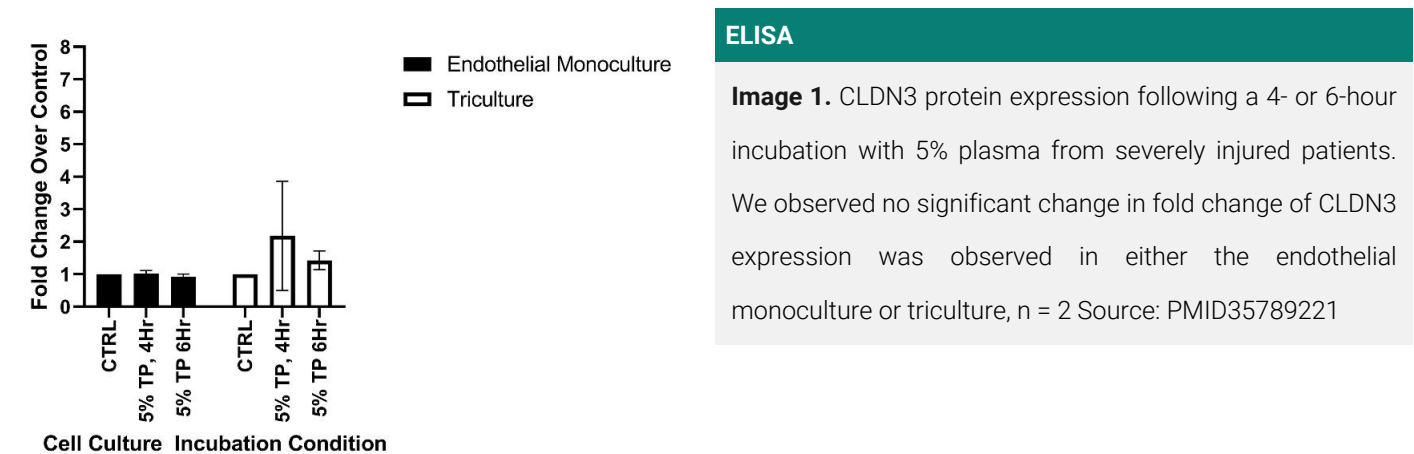 8
7
6
5
4
3
2
1
0
Fold Change Over Control
CTRL
5% TP, 4Hr
5% TP 6Hr
CTRL
5% TP, 4Hr
5% TP 6Hr
Cell Culture Incubation Condition
Endothelial Monoculture
Triculture
ELISA
Image 1. CLDN3 protein expression following a 4- or 6-hour
incubation with 5% plasma from severely injured patients.
We observed no significant change in fold change of CLDN3
expression was observed in either the endothelial
monoculture or triculture, n = 2 Source: PMID35789221